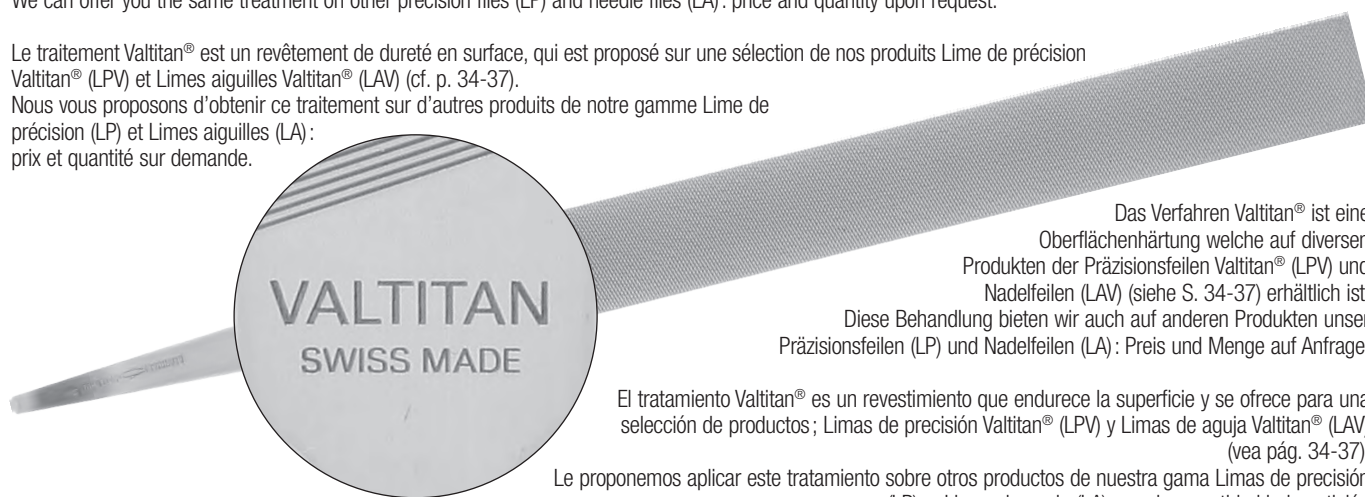 We can offer you the same treatment on other precision files (LP) and needle files (LA): price and quantity upon request.
Le traitement Valtitan® est un revêtement de dureté en surface, qui est proposé sur une sélection de nos produits Lime de précision
Valtitan® (LPV) et Limes aiguilles Valtitan® (LAV) (cf. p. 34-37).
Nous vous proposons d'obtenir ce traitement sur d'autres produits de notre gamme Lime de
précision (LP) et Limes aiguilles (LA) :
prix et quantité sur demande.
VALTITAN
SWISS MADE
Das Verfahren Valtitan® ist eine
Oberflächenhärtung welche auf diversen
Produkten der Präzisionsfeilen Valtitan® (LPV) und
Nadelfeilen (LAV) (siehe S. 34-37) erhältlich ist
Diese Behandlung bieten wir auch auf anderen Produkten unser
Präzisionsfeilen (LP) und Nadelfeilen (LA) : Preis und Menge auf Anfrage
El tratamiento Valtitan® es un revestimiento que endurece la superficie y se ofrece para una
selección de productos ; Limas de precisión Valtitan® (LPV) y Limas de aguja Valtitan® (LAV)
(vea pág. 34-37)
Le proponemos aplicar este tratamiento sobre otros productos de nuestra gama Limas de precisión